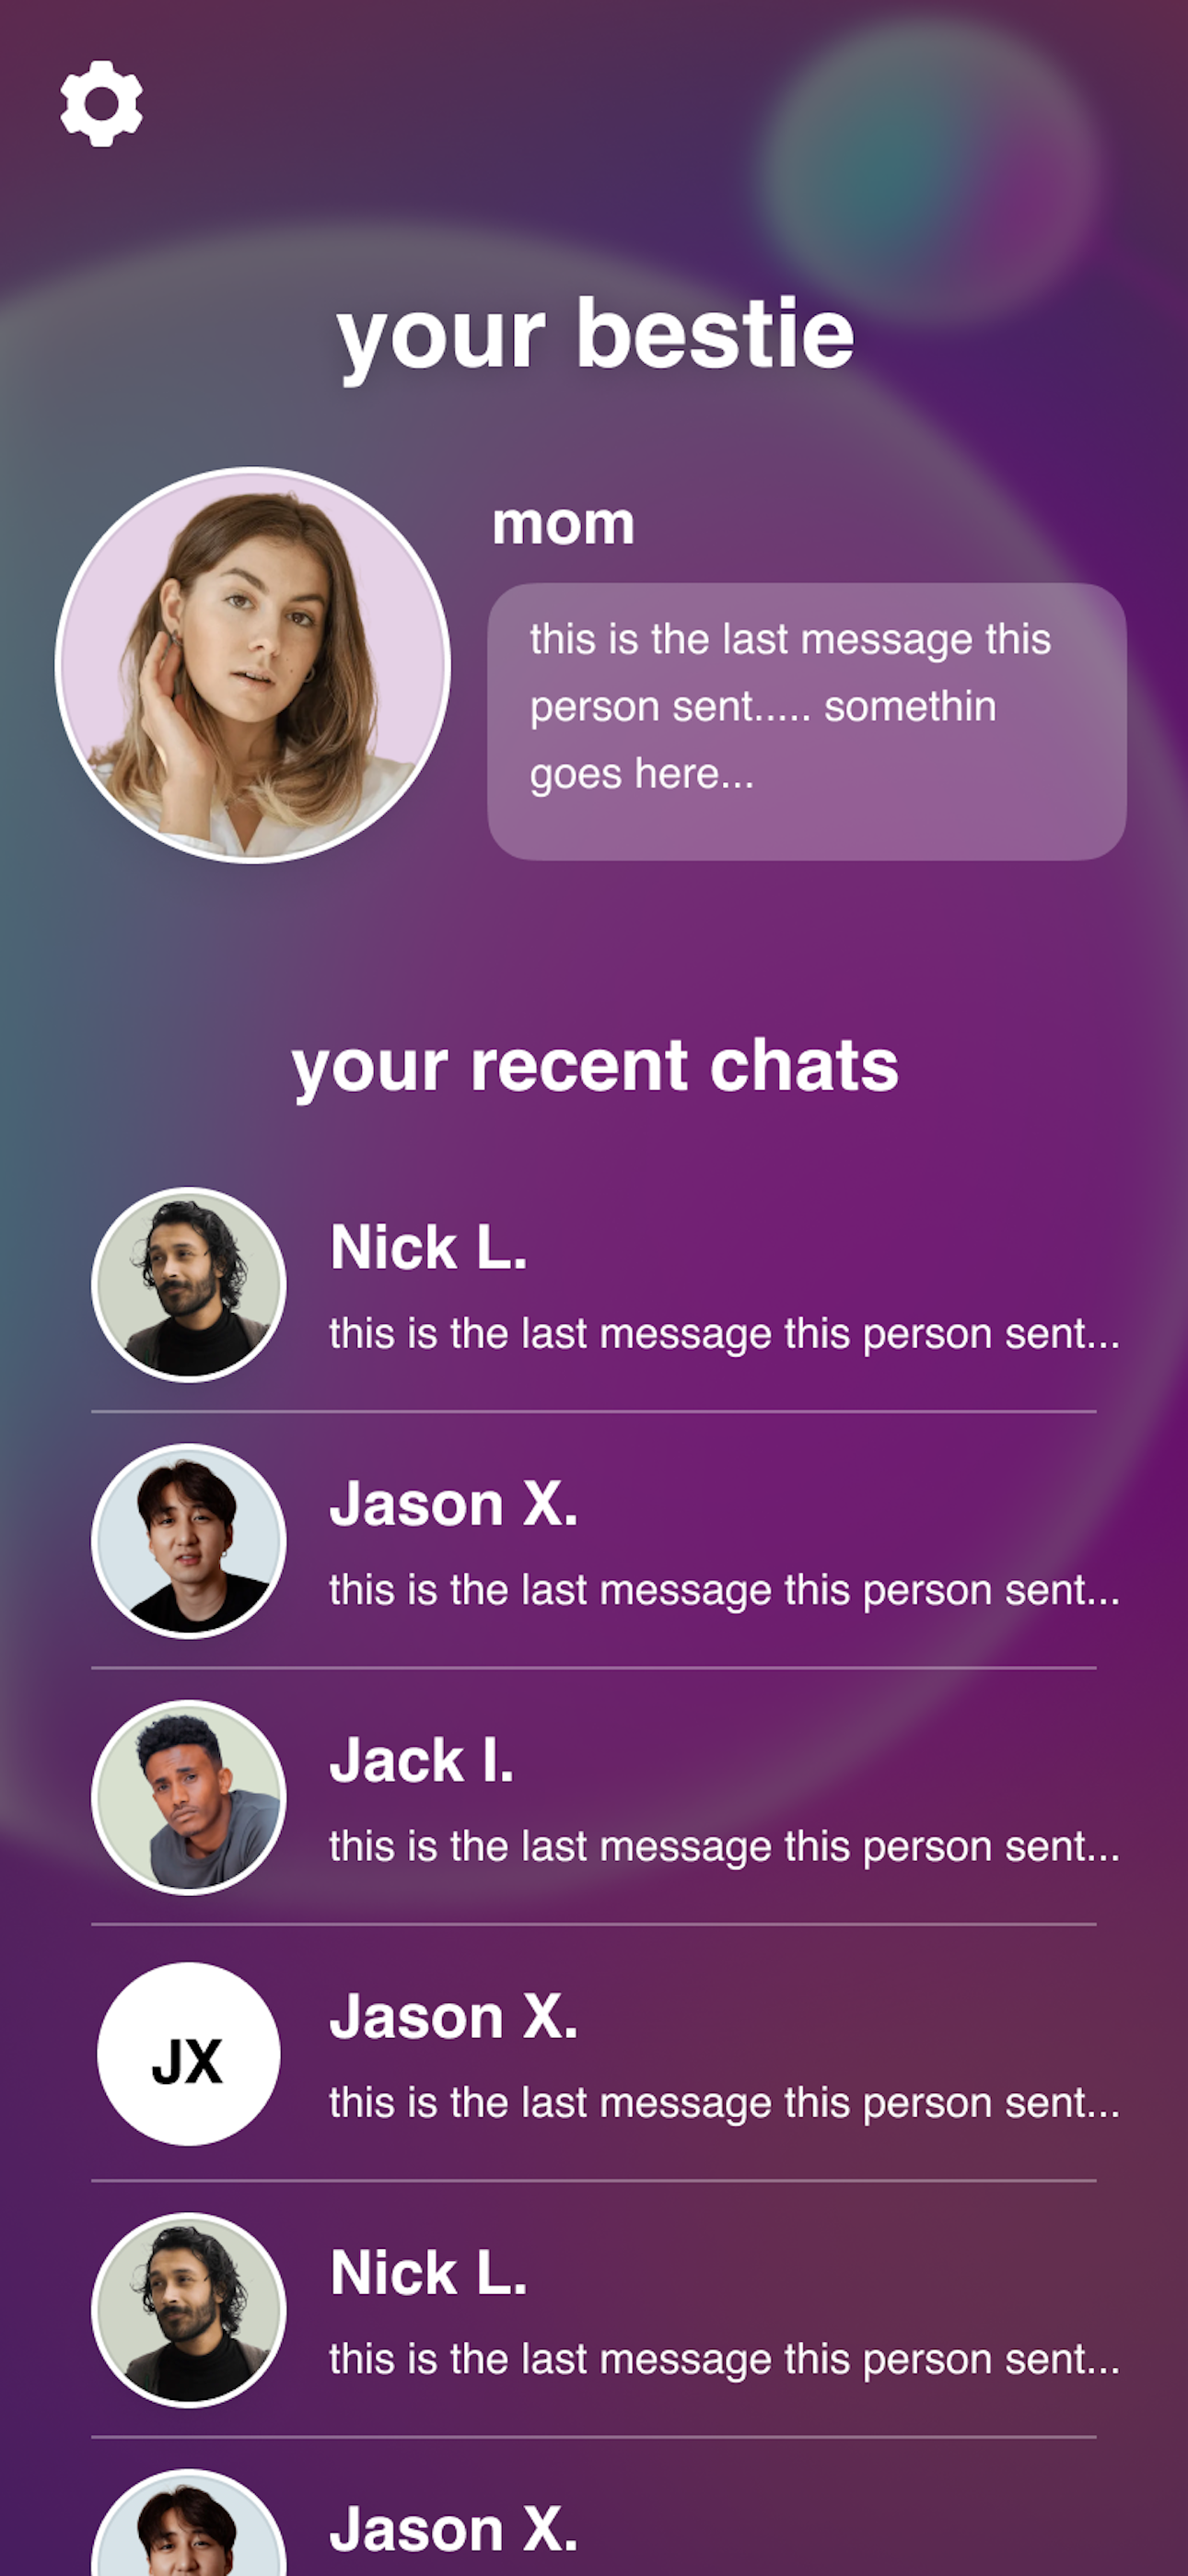 your bestie
mom
this is the last message this
person sent..... somethin
goes here...
your recent chats
Nick L.
this is the last message this person sent...
Jason X.
this is the last message this person sent...
Jack I.
this is the last message this person sent...
JX
Jason X.
this is the last message this person sent...
Nick L.
this is the last message this person sent...
Jason X.